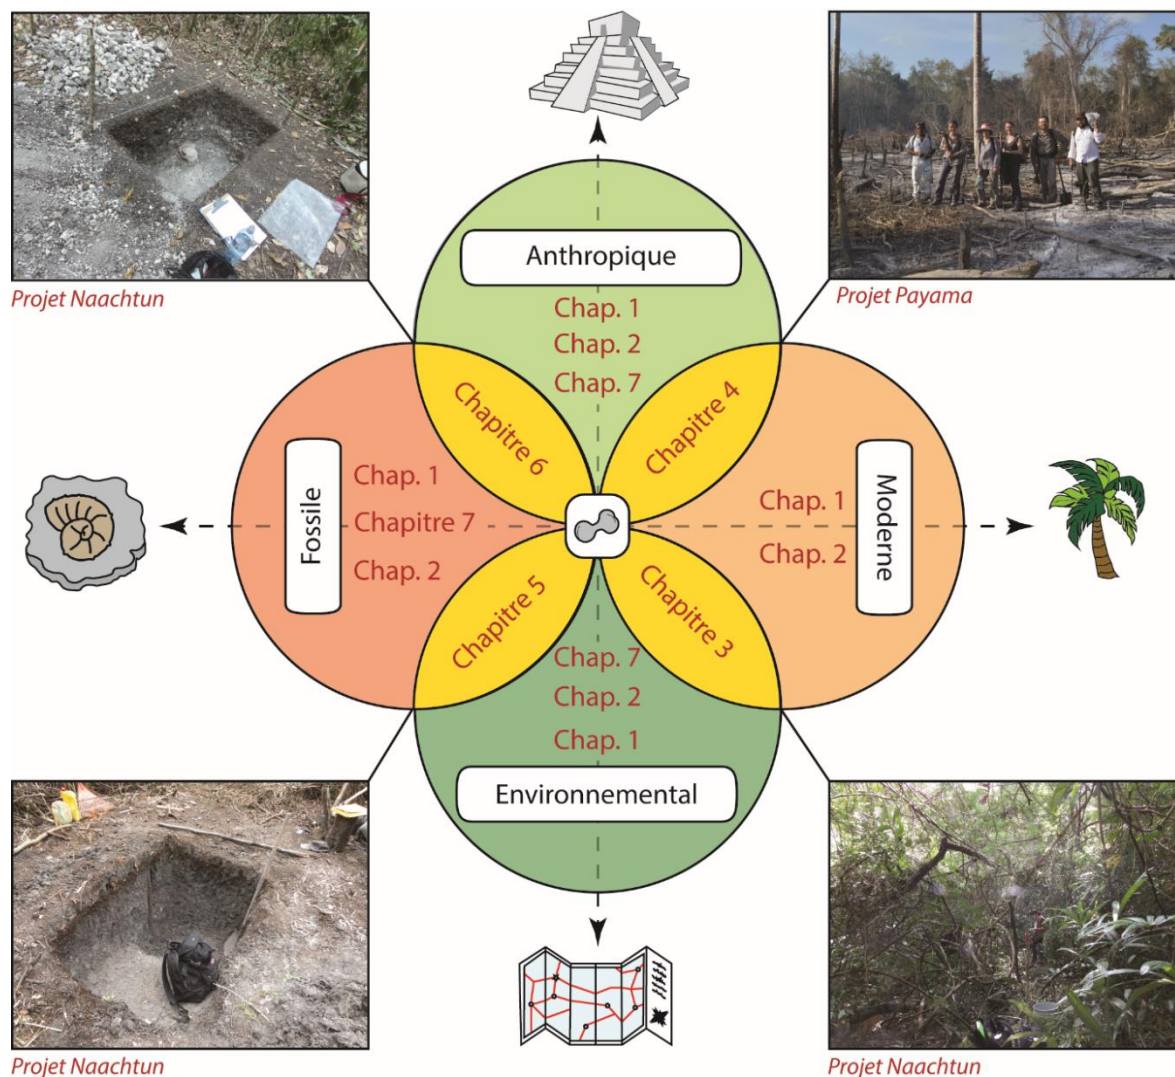 Projet Naachtun
Projet Payama
Anthropique
Chap. 1
Chap. 2
Chap. 7
Chapitre 6
Chapitre 4
Fossile
Chap. 1
Chapitre 7
Chap. 2
Chap. 1
Chap. 2
Moderne
Chapitre 5
Chapitre 3
Chap. 7
Chap. 2
Chap. 1
Environnemental
Projet Naachtun
Projet Naachtun